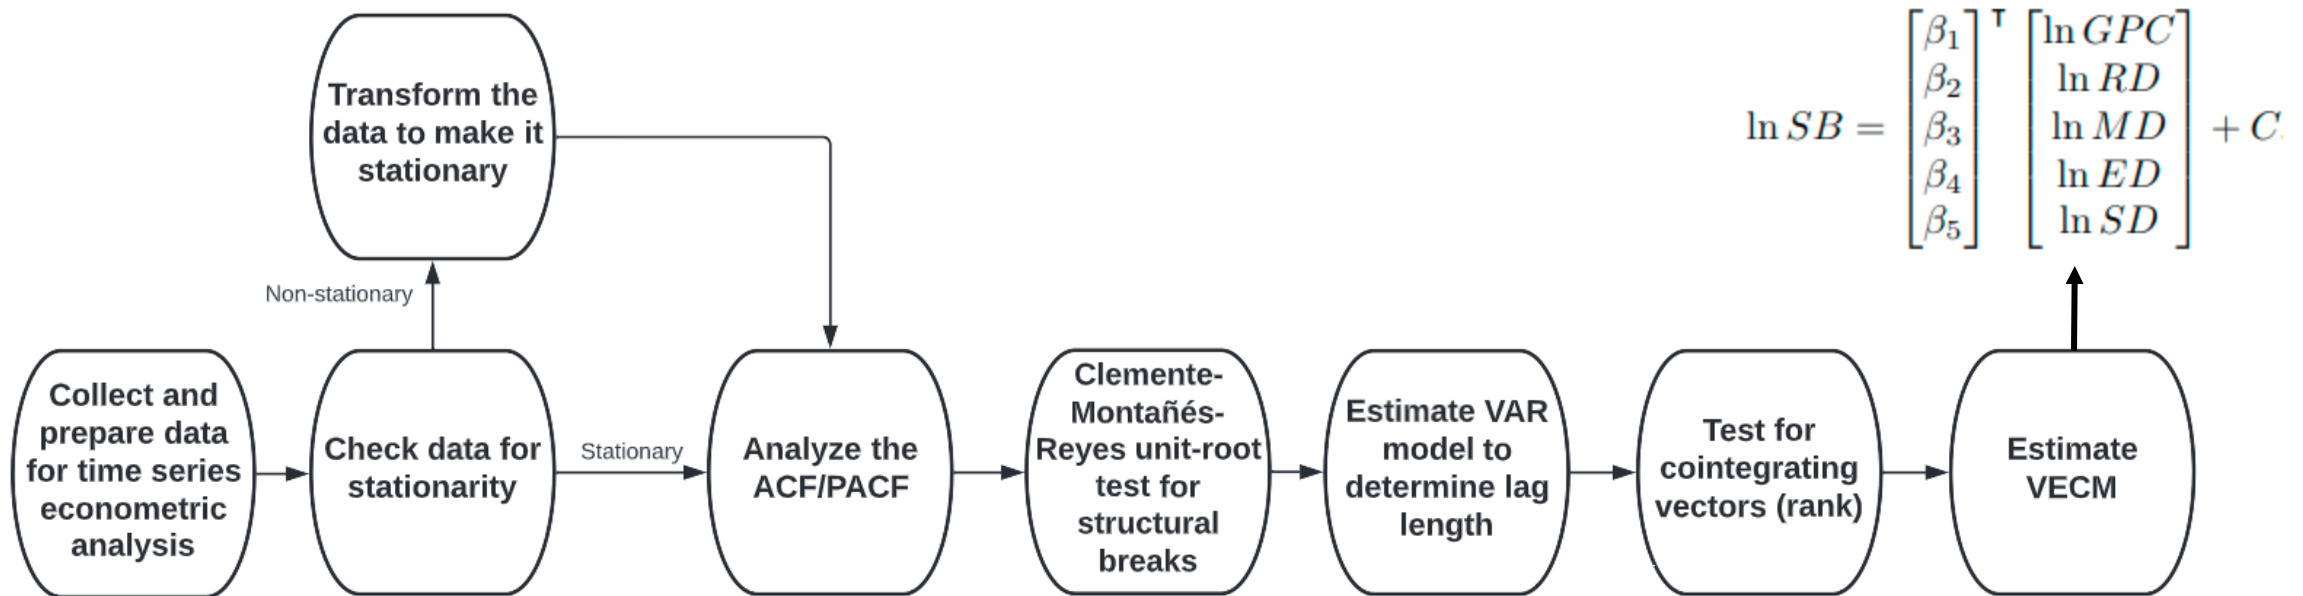 Transform the
data to make it
stationary
Non-stationary
Collect and
prepare data
for time series
econometric
analysis
Check data for
stationarity
Stationary
Analyze the
ACF/PACF
Clemente-
Montañés-
Reyes unit-root
test for
structural
breaks
Estimate VAR
model to
determine lag
length
Test for
cointegrating
vectors (rank)
Estimate
VECM
ln SB = [β1 β2 β3 β4 β5]ᵀ [ln GPC ln RD ln MD ln ED ln SD] + C.